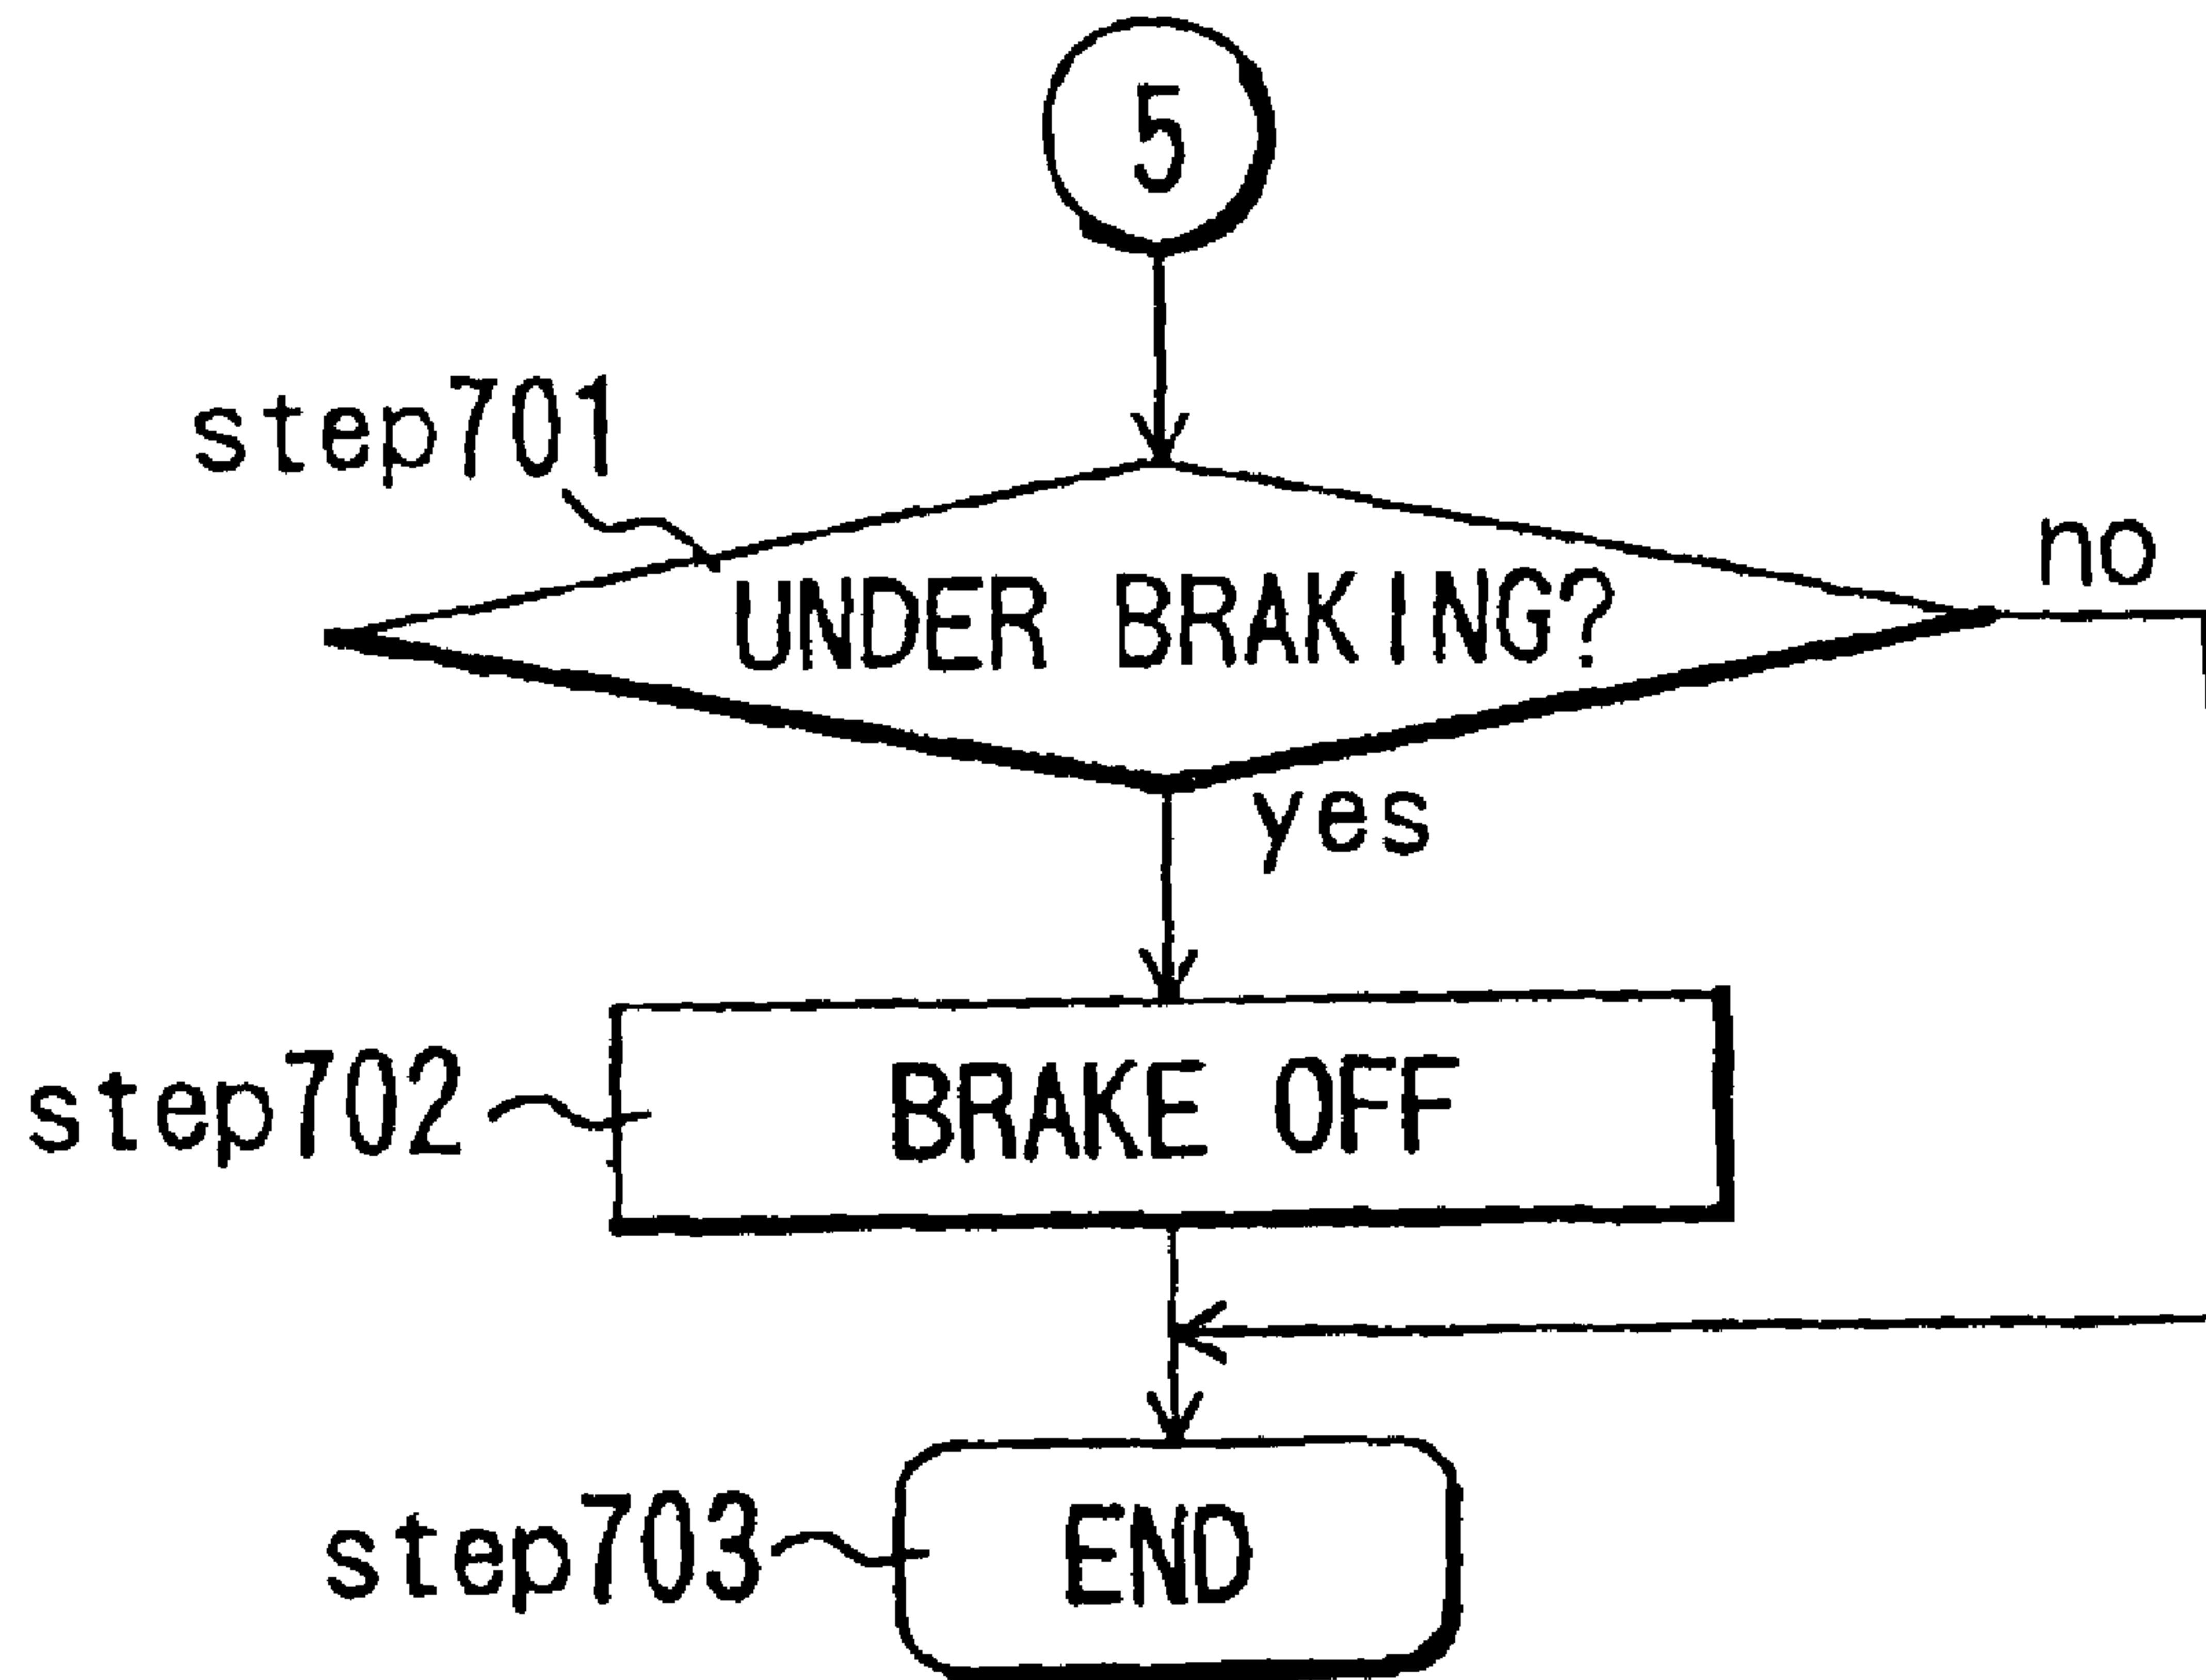 5
step701
no
UNDER BRAKING?
yes
step702
BRAKE OFF
step703
END